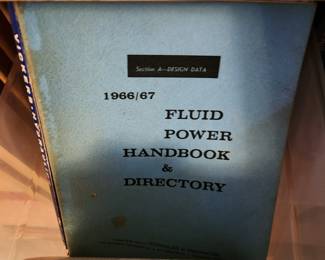 Section A—DESIGN DATA
1966/67
FLUID
POWER
HANDBOOK
&
DIRECTORY